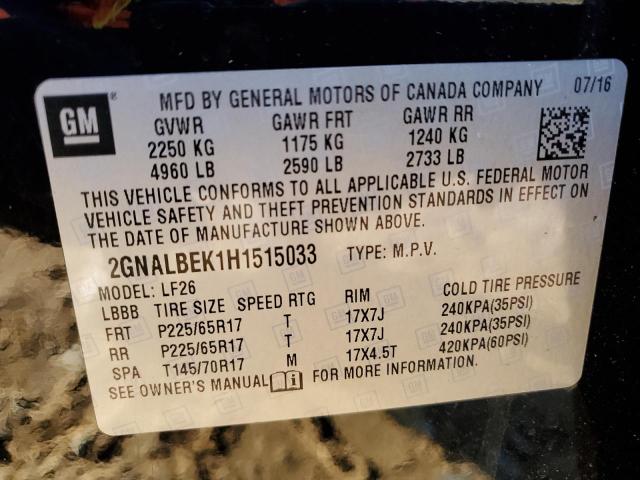 GM ® MFD BY GENERAL MOTORS OF CANADA COMPANY 07/16
GVWR GAWR FRT GAWR RR
2250 KG 1175 KG 1240 KG
4960 LB 2590 LB 2733 LB
THIS VEHICLE CONFORMS TO ALL APPLICABLE U.S. FEDERAL MOTOR
VEHICLE SAFETY AND THEFT PREVENTION STANDARDS IN EFFECT ON
THE DATE OF MANUFACTURE SHOWN ABOVE.
2GNALBEK1H1515033 TYPE: M.P.V.
MODEL: LF26
LBBB TIRE SIZE SPEED RTG RIM COLD TIRE PRESSURE
FRT P225/65R17 T 17X7J 240KPA(35PSI)
RR P225/65R17 T 17X7J 240KPA(35PSI)
SPA T145/70R17 M 17X4.5T 420KPA(60PSI)
SEE OWNER'S MANUAL i FOR MORE INFORMATION.